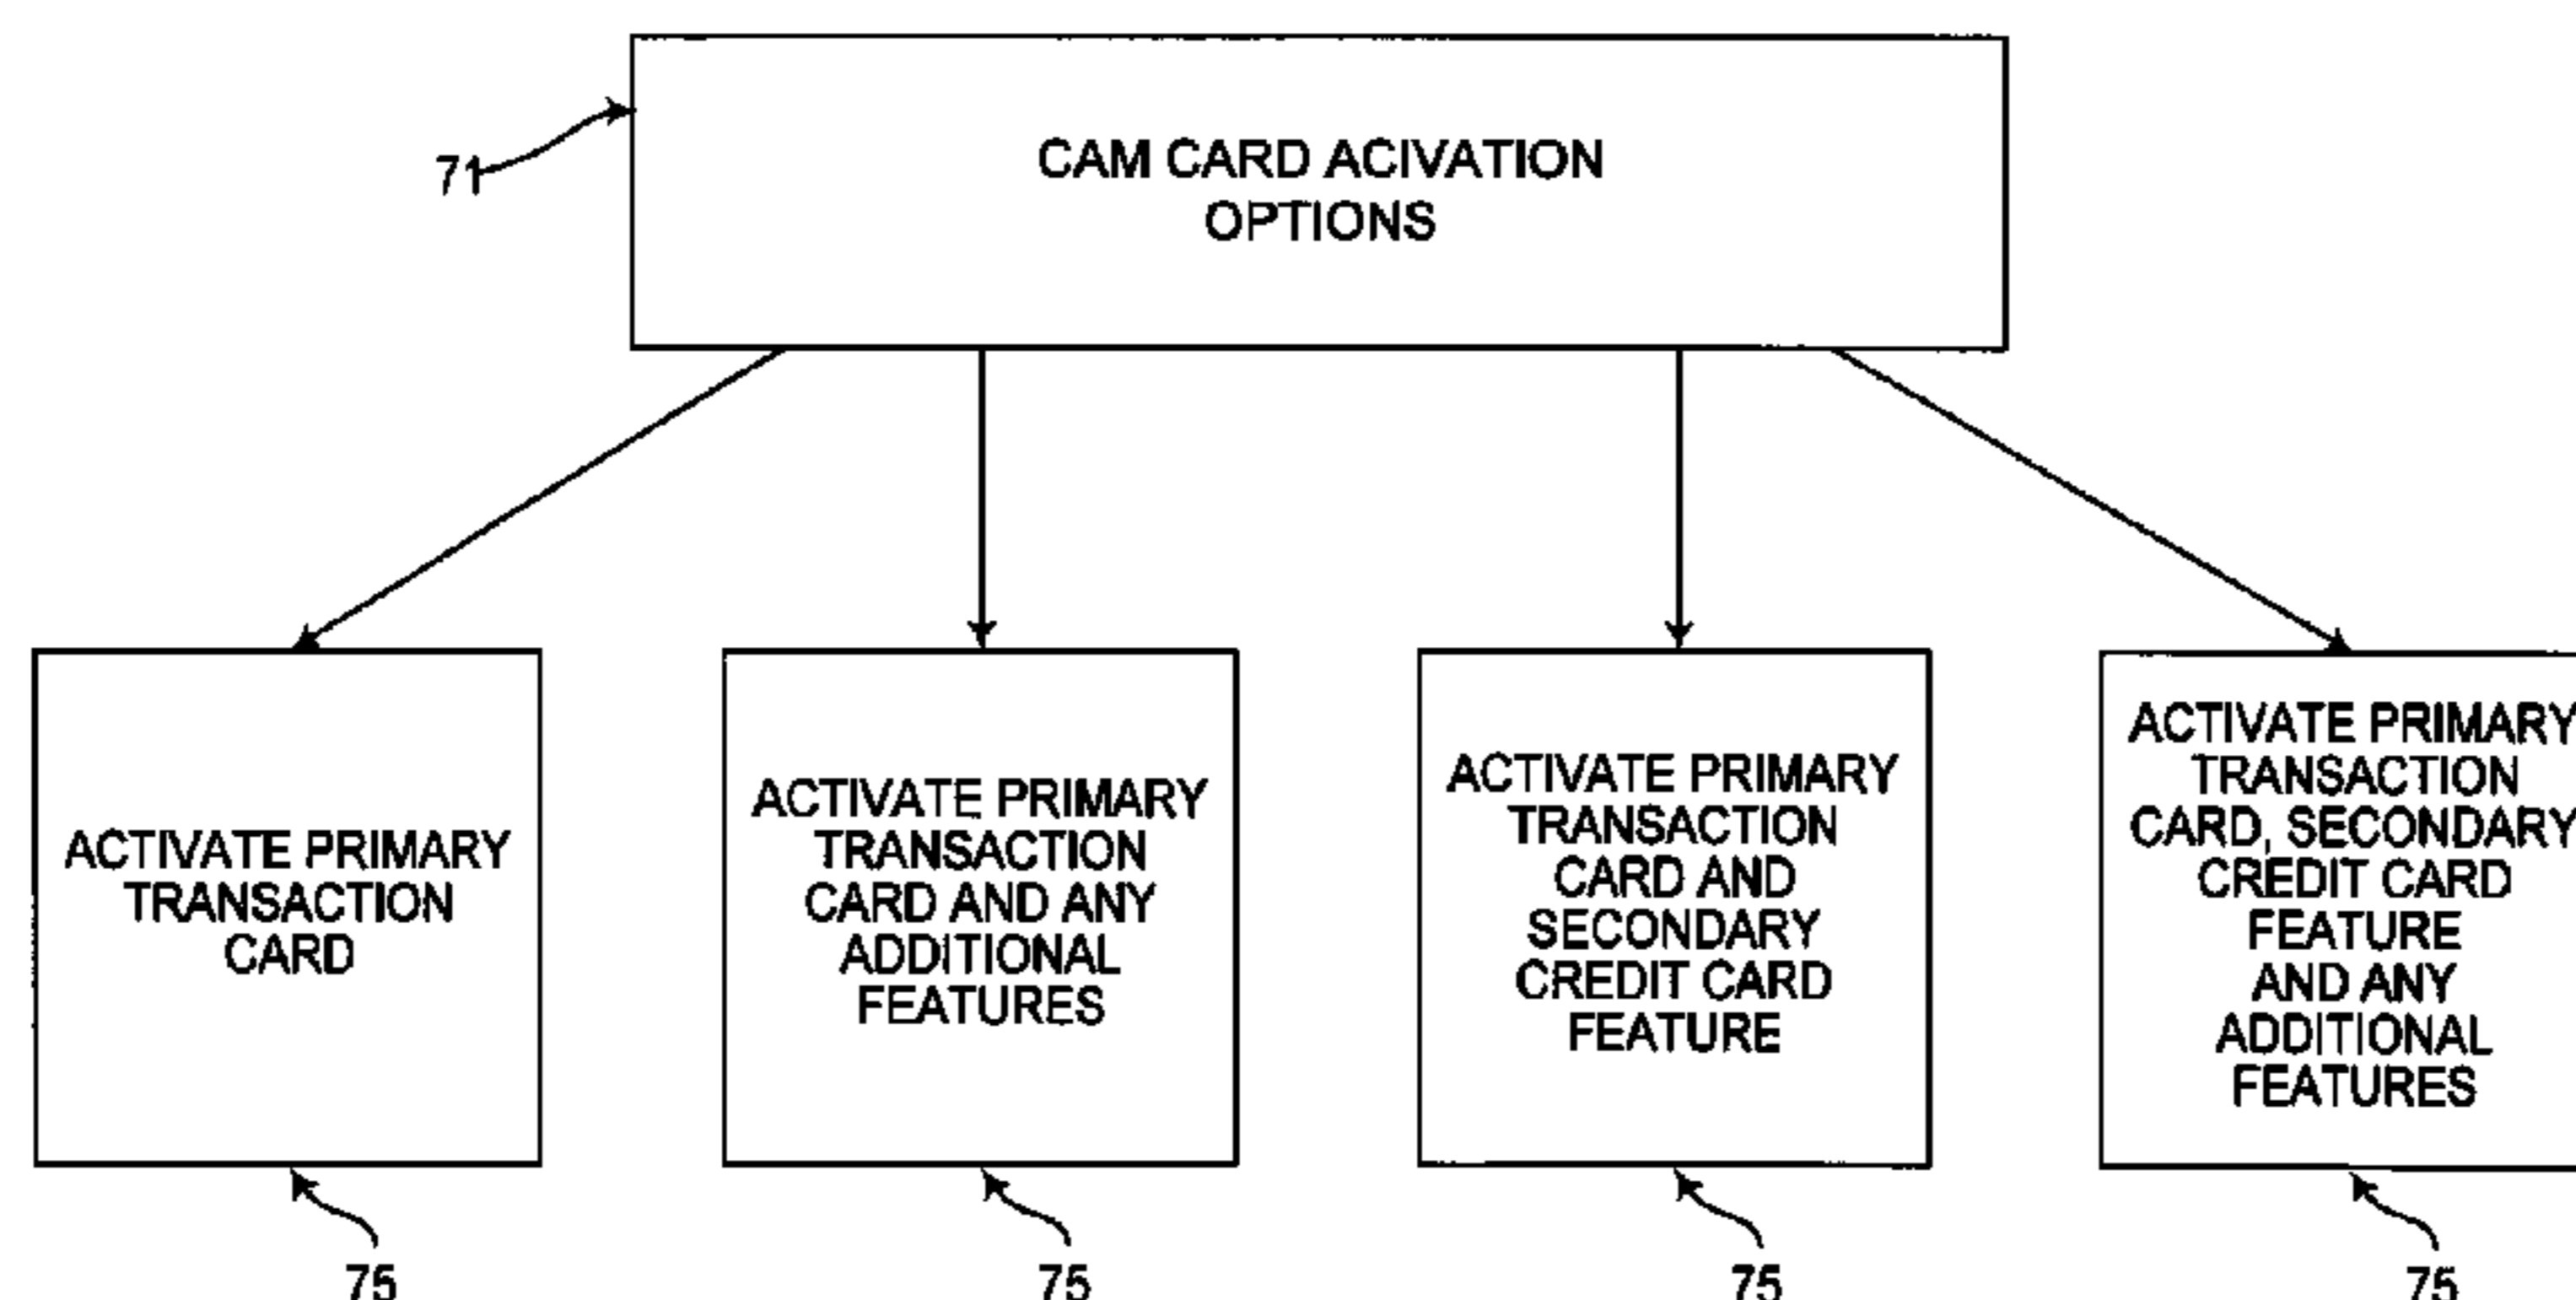 CAM CARD ACIVATION
OPTIONS
71
ACTIVATE PRIMARY
TRANSACTION
CARD
75
ACTIVATE PRIMARY
TRANSACTION
CARD AND ANY
ADDITIONAL
FEATURES
75
ACTIVATE PRIMARY
TRANSACTION
CARD AND
SECONDARY
CREDIT CARD
FEATURE
75
ACTIVATE PRIMARY
TRANSACTION
CARD, SECONDARY
CREDIT CARD
FEATURE
AND ANY
ADDITIONAL
FEATURES
75